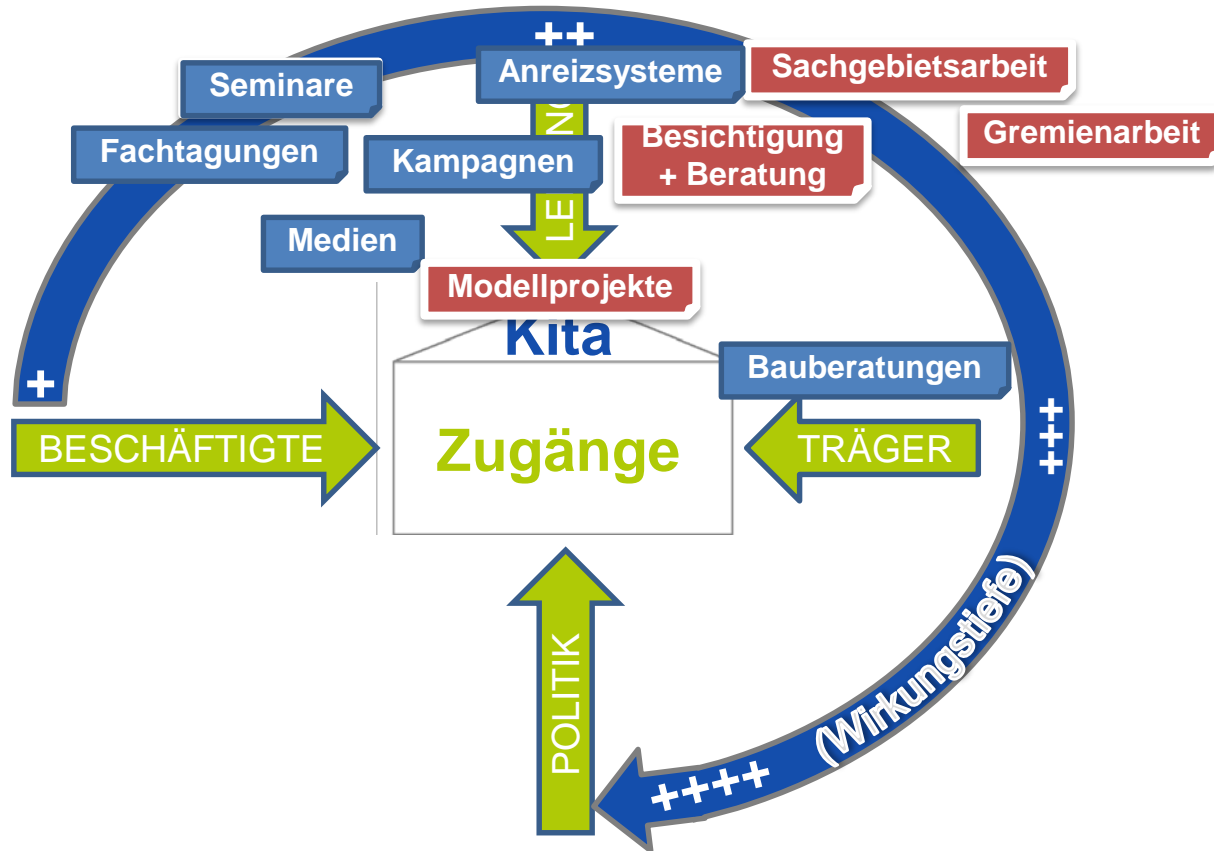 ++
Seminare
Anreizsysteme
Sachgebietsarbeit
Fachtagungen
Kampagnen
Besichtigung
+ Beratung
Gremienarbeit
Medien
Modellprojekte
Kita
Bauberatungen
+
BESCHÄFTIGTE
Zugänge
TRÄGER
+++
POLITIK
(Wirkungstiefe)
++++